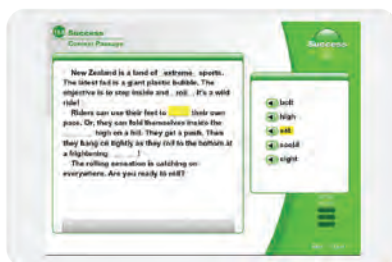 Success
Context Passage
Success
New Zealand is a land of extreme sports.
The latest fad is a giant plastic bubble. The
objective is to step inside and roll. It's a wild
ride!
Riders can use their feet to their own
pace. Or, they can fold themselves inside the
high on a hill. They get a push. Then
they hang on tightly as they roll to the bottom at
a frightening !
The rolling sensation is catching on
everywhere. Are you ready to roll?
bolt
high
set
could
sight